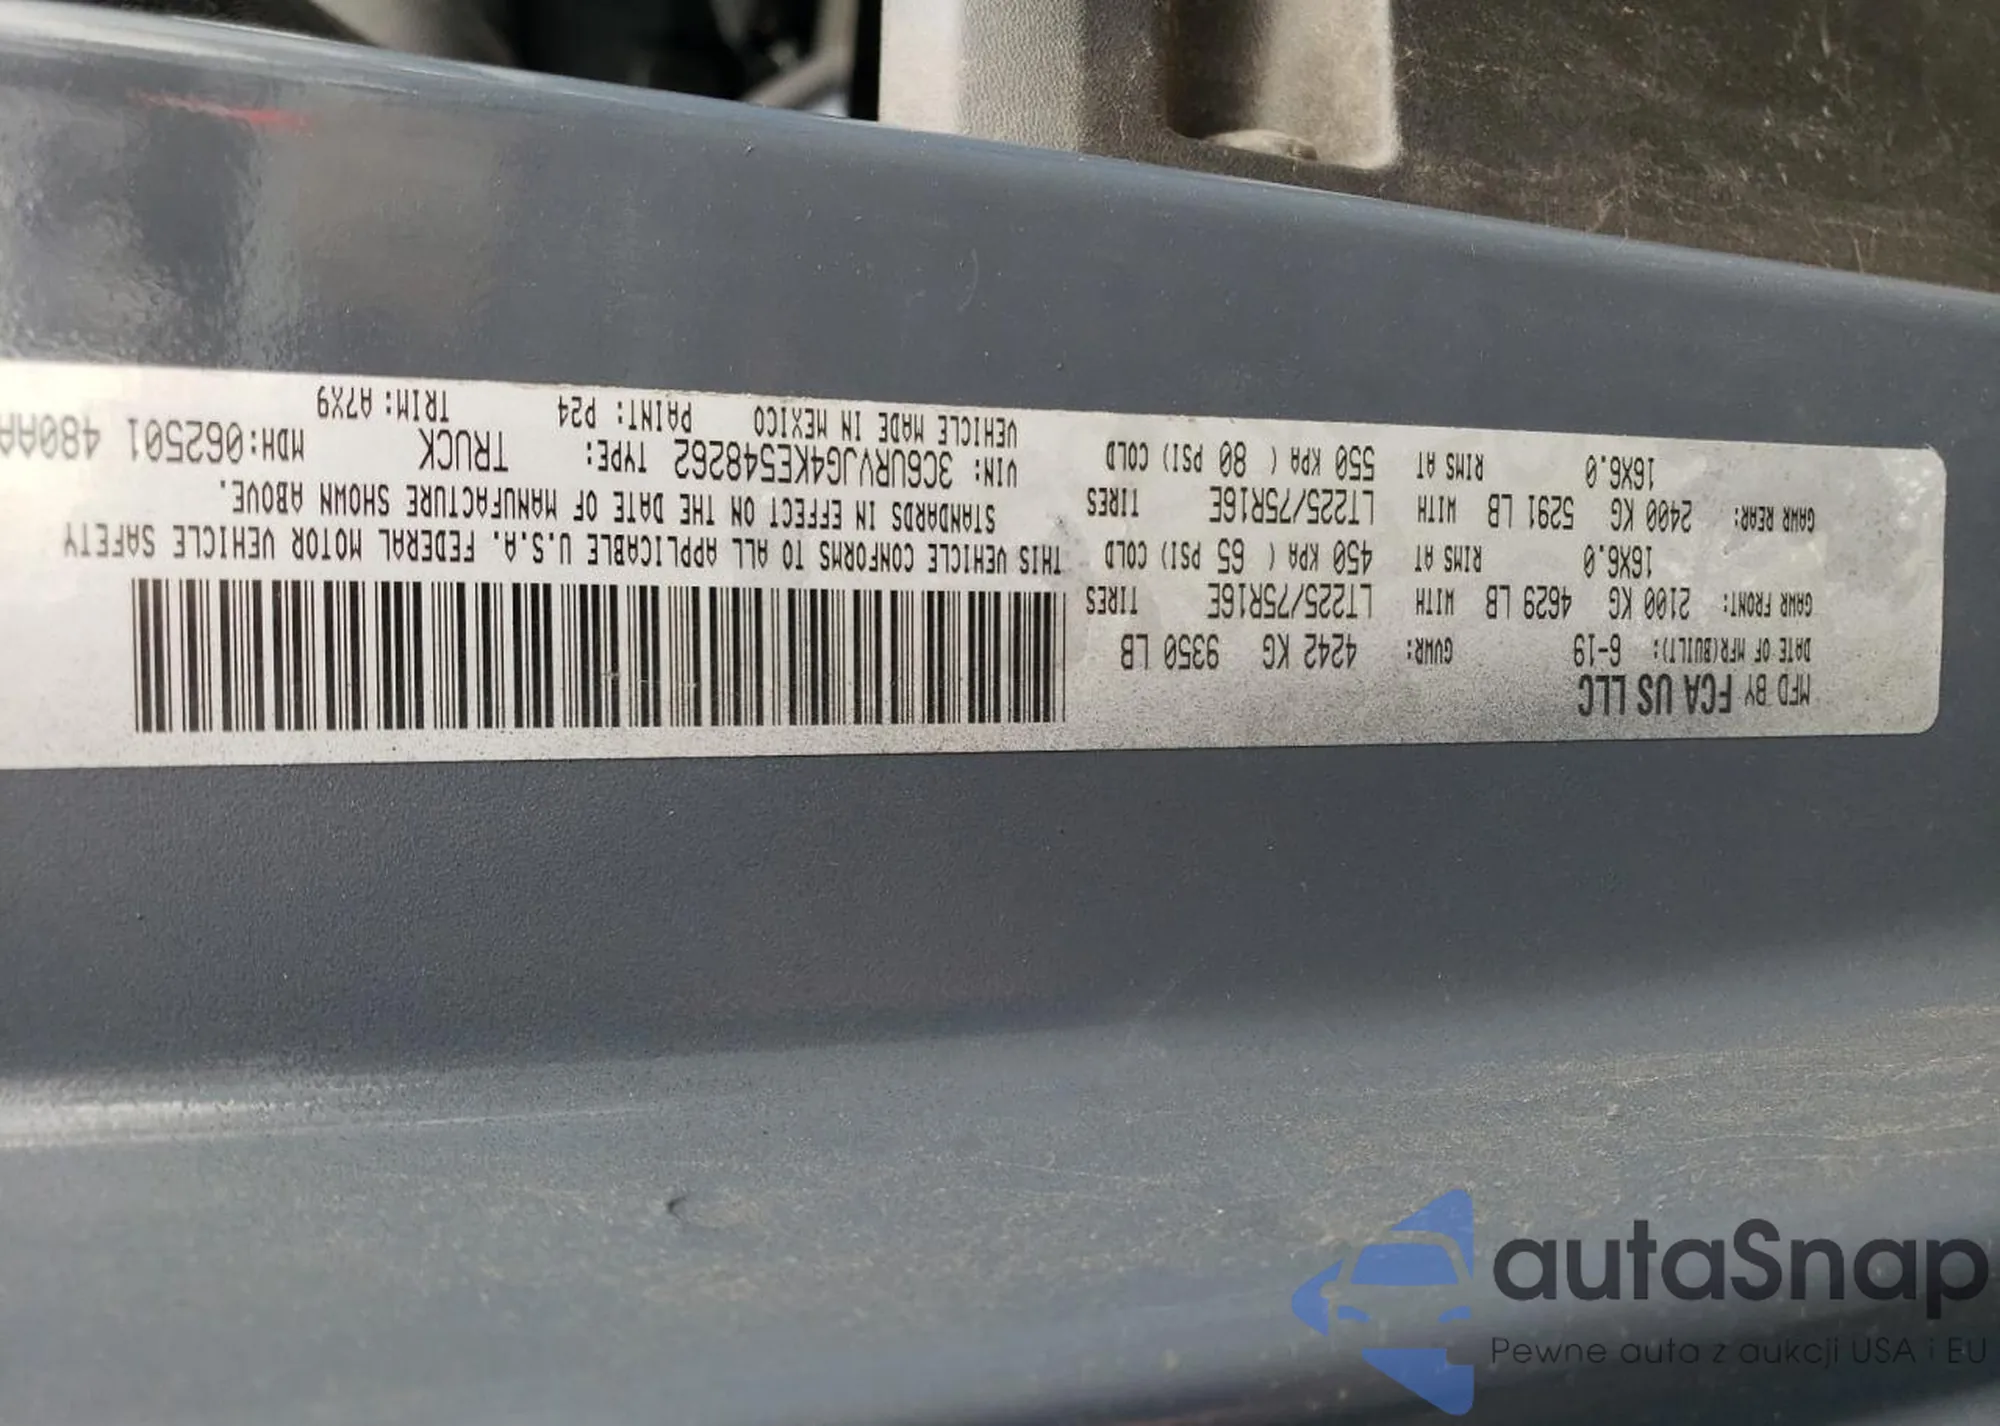 MFD BY FCA US LLC
DATE OF MFR(BUILT): 6-19 GVWR: 4242 KG 9350 LB
GAWR FRONT: 2100 KG 4629 LB WITH LT225/75R16E TIRES
16X6.0 RIMS AT 450 KPA ( 65 PSI) COLD
GAWR REAR: 2400 KG 5291 LB WITH LT225/75R16E TIRES
16X6.0 RIMS AT 550 KPA ( 80 PSI) COLD
THIS VEHICLE CONFORMS TO ALL APPLICABLE U.S.A. FEDERAL MOTOR VEHICLE SAFETY
STANDARDS IN EFFECT ON THE DATE OF MANUFACTURE SHOWN ABOVE.
VIN: 3C6URVJG4KE548262 TYPE: TRUCK MDH:062501 480AA
VEHICLE MADE IN MEXICO PAINT: P24 TRIM: A7X9
autaSnap
Pewne auta z aukcji USA i EU